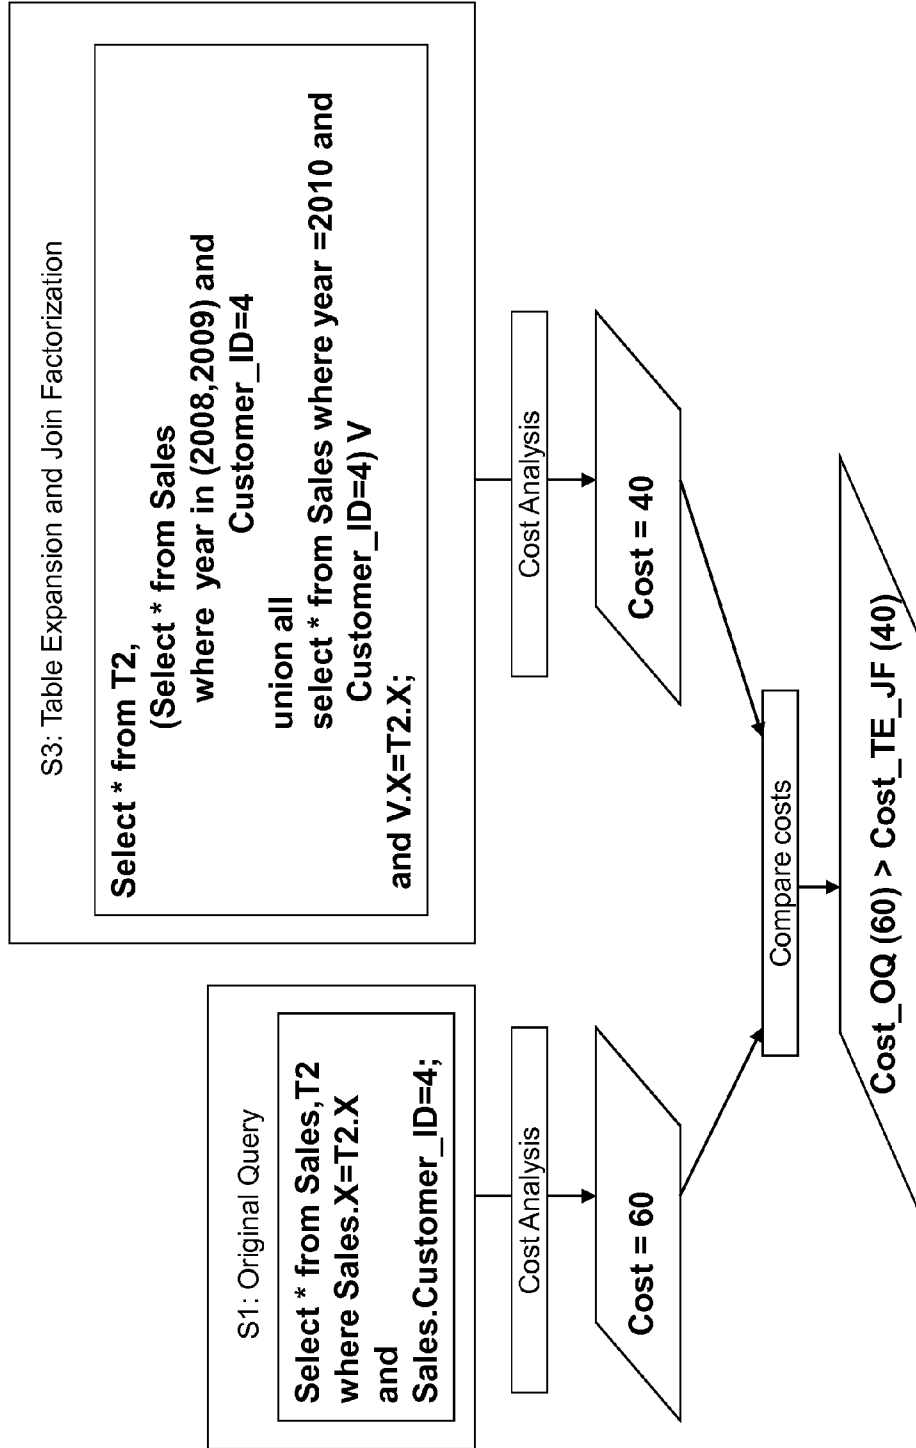 S1: Original Query
Select * from Sales,T2
where Sales.X=T2.X
and
Sales.Customer_ID=4;
Cost Analysis
Cost = 60
S3: Table Expansion and Join Factorization
Select * from T2,
(Select * from Sales
where year in (2008,2009) and
Customer_ID=4
union all
select * from Sales where year =2010 and
Customer_ID=4) V
and V.X=T2.X;
Cost Analysis
Cost = 40
Compare costs
Cost_OQ (60) > Cost_TE_JF (40)